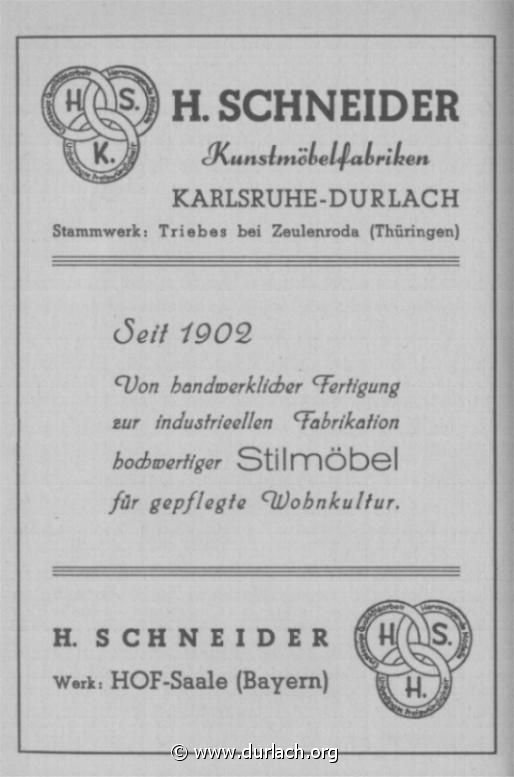 H. S. K.
H. SCHNEIDER
Kunstmöbelfabriken
KARLSRUHE-DURLACH
Stammwerk: Triebes bei Zeulenroda (Thüringen)
Seit 1902
Von handwerklicher Fertigung
zur industrieellen Fabrikation
hochwertiger Stilmöbel
für gepflegte Wohnkultur.
H. SCHNEIDER
Werk: HOF-Saale (Bayern)
H. S. H.
© www.durlach.org